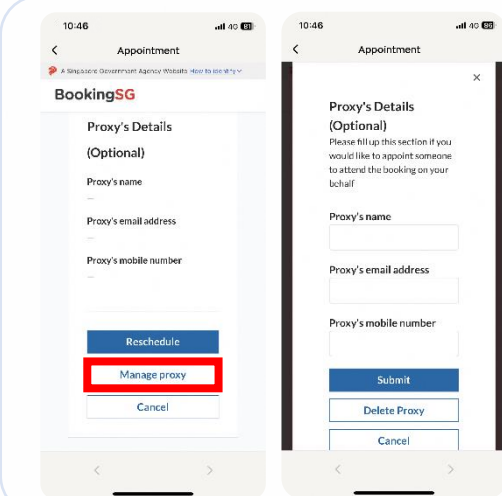 10:46
4G 81
Appointment
A Singapore Government Agency Website How to identify
BookingSG
Proxy's Details
(Optional)
Proxy's name
—
Proxy's email address
—
Proxy's mobile number
—
Reschedule
Manage proxy
Cancel
10:46
4G
Appointment
Proxy's Details
(Optional)
Please fill up this section if you
would like to appoint someone
to attend the booking on your
behalf
Proxy's name
Proxy's email address
Proxy's mobile number
Submit
Delete Proxy
Cancel